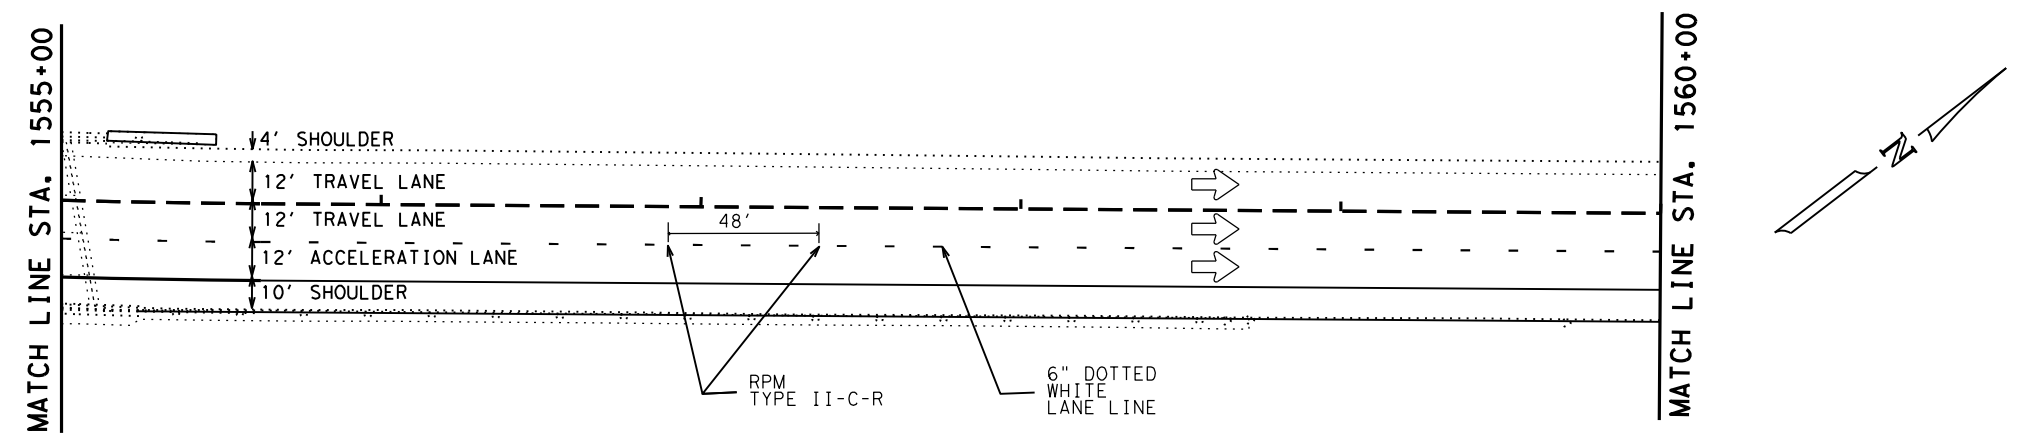 MATCH LINE STA. 1555+00
4' SHOULDER
12' TRAVEL LANE
12' TRAVEL LANE
48'
12' ACCELERATION LANE
10' SHOULDER
RPM
TYPE II-C-R
6" DOTTED
WHITE
LANE LINE
MATCH LINE STA. 1560+00
N